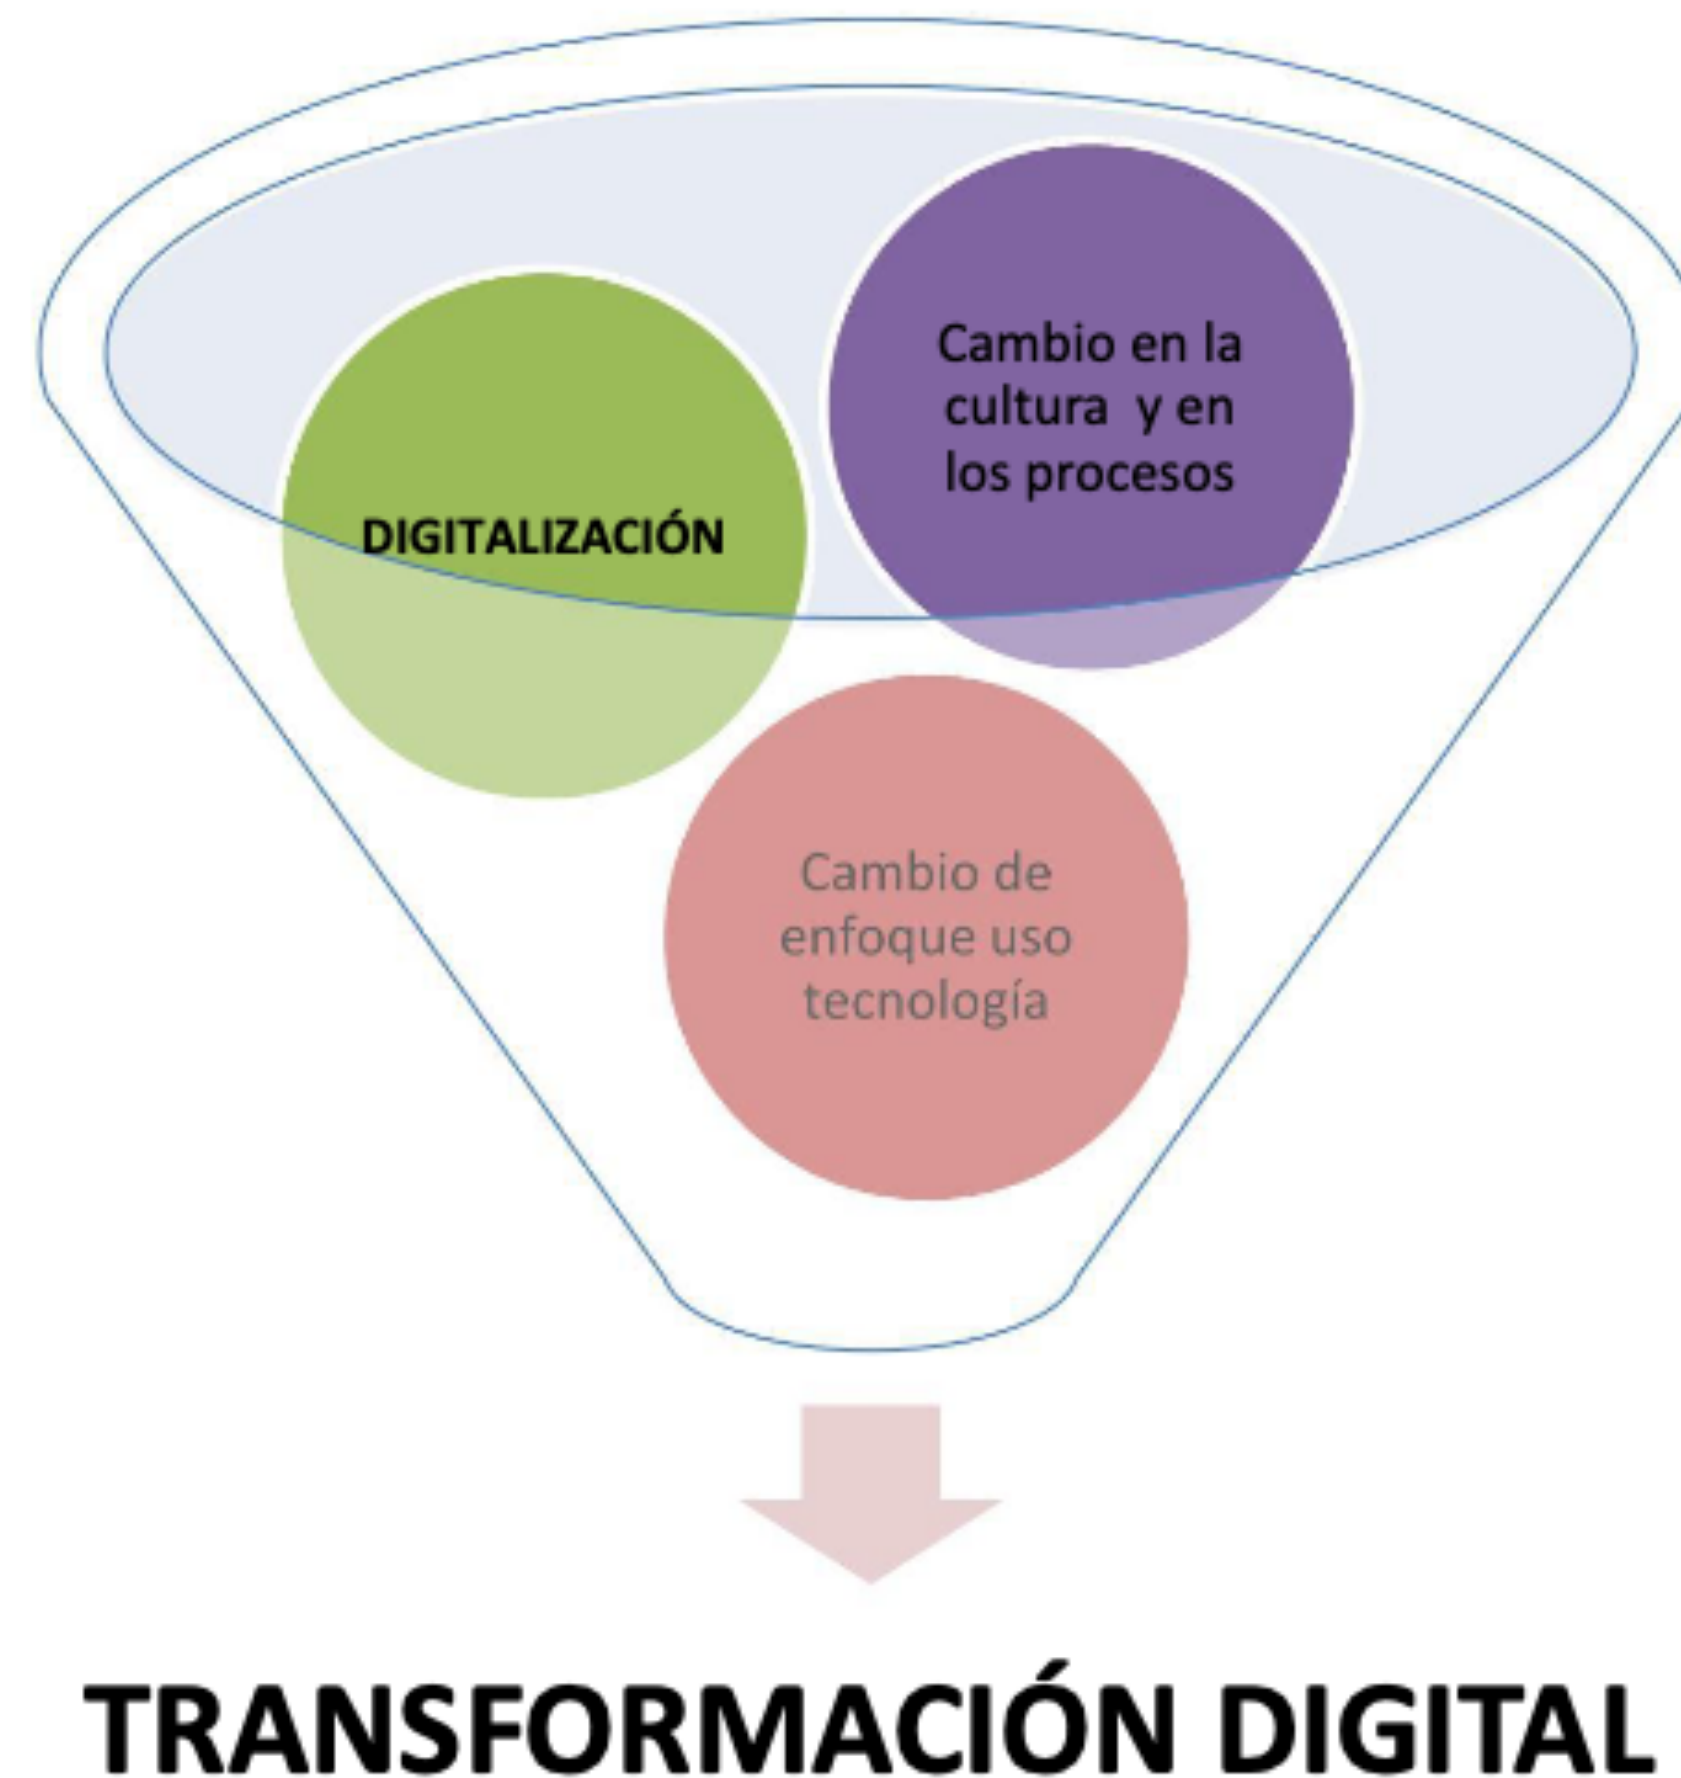 Cambio en la
cultura y en
los procesos
DIGITALIZACIÓN
Cambio de
enfoque uso
tecnología
TRANSFORMACIÓN DIGITAL